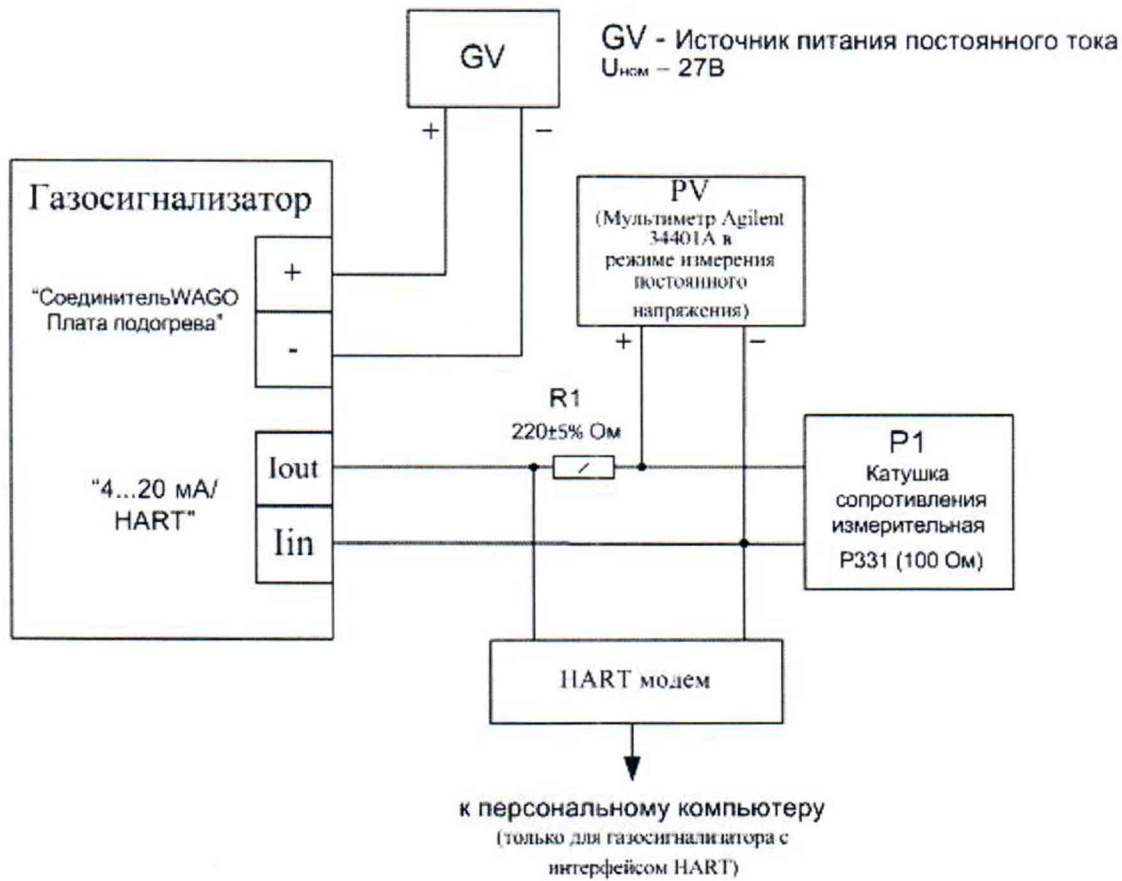 GV
GV - Источник питания постоянного тока
Uном – 27В
+
−
Газосигнализатор
"СоединительWAGO
Плата подогрева"
+
-
PV
(Мультиметр Agilent
34401A в
режиме измерения
постоянного
напряжения)
+
−
R1
220±5% Ом
"4...20 мА/
HART"
Iout
Iin
P1
Катушка
сопротивления
измерительная
Р331 (100 Ом)
HART модем
к персональному компьютеру
(только для газосигнализатора с
интерфейсом HART)